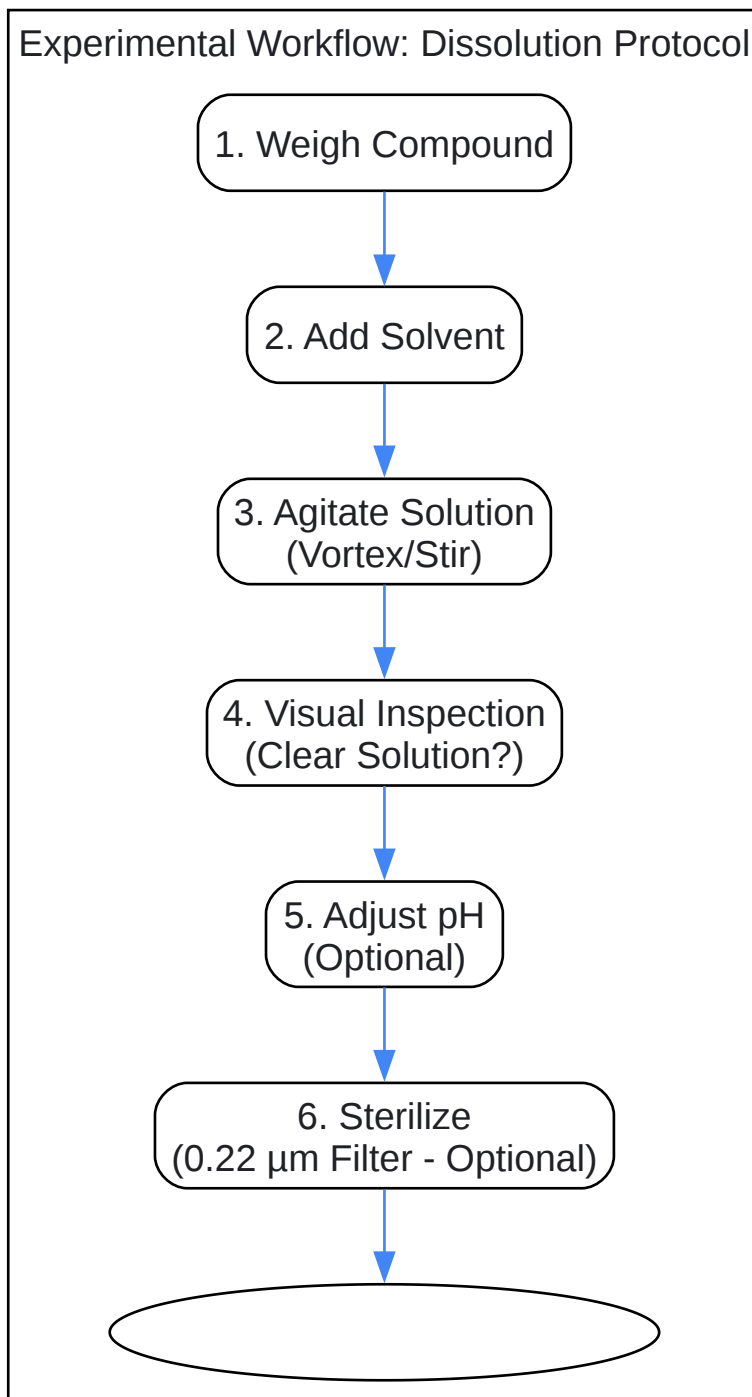 Experimental Workflow: Dissolution Protocol
1. Weigh Compound
2. Add Solvent
3. Agitate Solution
(Vortex/Stir)
4. Visual Inspection
(Clear Solution?)
5. Adjust pH
(Optional)
6. Sterilize
(0.22 µm Filter - Optional)